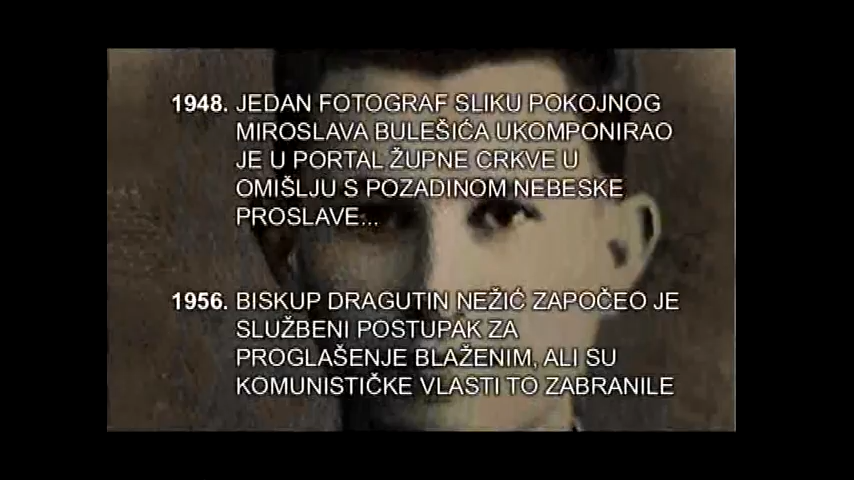 1948. JEDAN FOTOGRAF SLIKU POKOJNOG
MIROSLAVA BULEŠIĆA UKOMPONIRAO
JE U PORTAL ŽUPNE CRKVE U
OMIŠLJU S POZADINOM NEBESKE
PROSLAVE...
1956. BISKUP DRAGUTIN NEŽIĆ ZAPOČEO JE
SLUŽBENI POSTUPAK ZA
PROGLAŠENJE BLAŽENIM, ALI SU
KOMUNISTIČKE VLASTI TO ZABRANILE